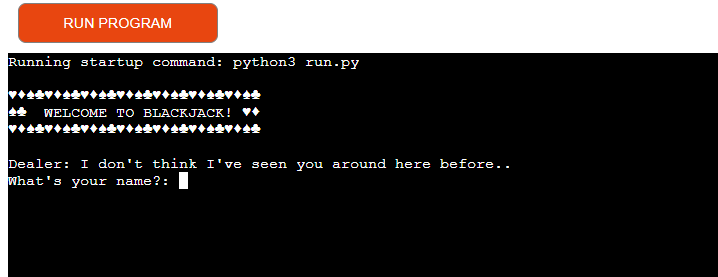 RUN PROGRAM
Running startup command: python3 run.py
♥♦♠♣♥♦♠♣♥♦♠♣♥♦♠♣♥♦♠♣♥♦♠♣♥♦♠♣
♠♣ WELCOME TO BLACKJACK! ♥♦
♥♦♠♣♥♦♠♣♥♦♠♣♥♦♠♣♥♦♠♣♥♦♠♣♥♦♠♣
Dealer: I don't think I've seen you around here before..
What's your name?: